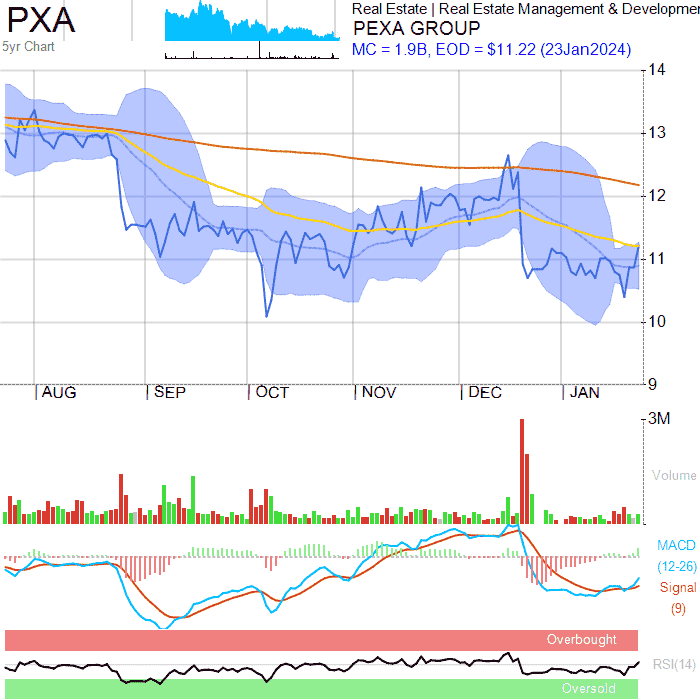 PXA
5yr Chart
Real Estate | Real Estate Management & Developmen
PEXA GROUP
MC = 1.9B, EOD = $11.22 (23Jan2024)
14
13
12
11
10
9
AUG
SEP
OCT
NOV
DEC
JAN
3M
Volume
MACD
(12-26)
Signal
(9)
Overbought
RSI(14)
Oversold